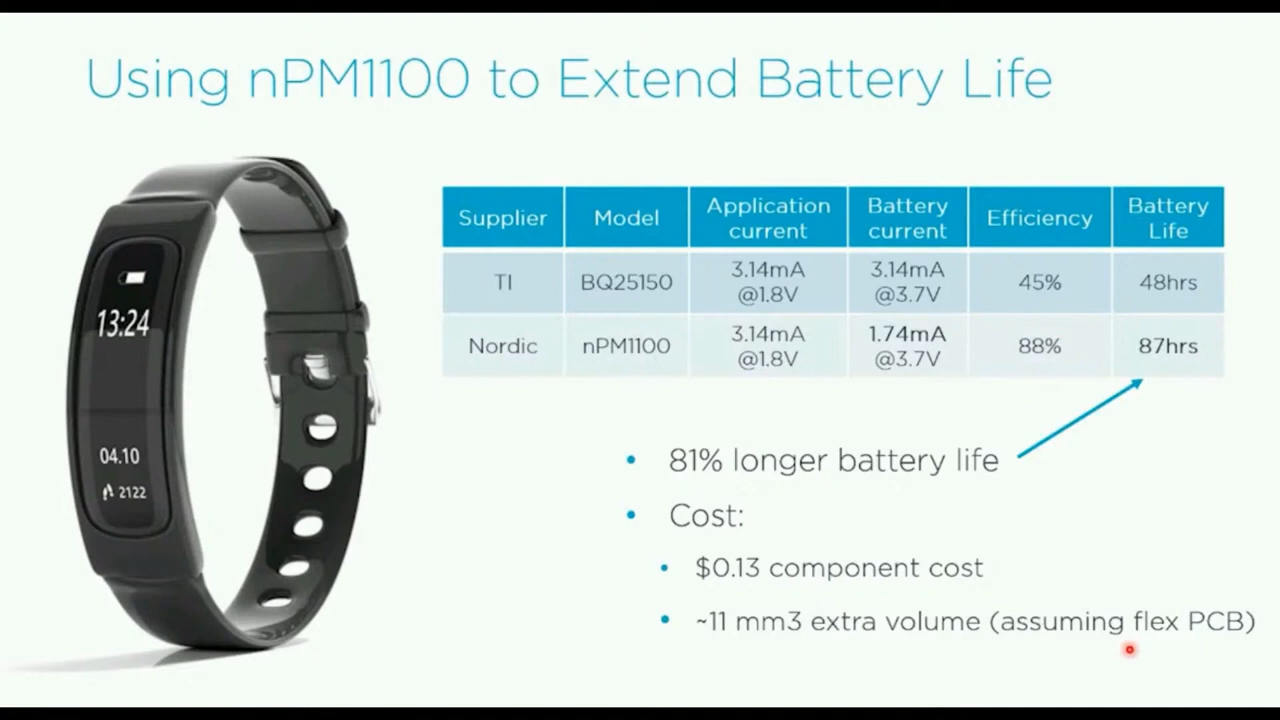 Using nPM1100 to Extend Battery Life
Supplier Model Application current Battery current Efficiency Battery Life
TI BQ25150 3.14mA @1.8V 3.14mA @3.7V 45% 48hrs
Nordic nPM1100 3.14mA @1.8V 1.74mA @3.7V 88% 87hrs
13:24
04.10
2122
• 81% longer battery life
• Cost:
• $0.13 component cost
• ~11 mm3 extra volume (assuming flex PCB)